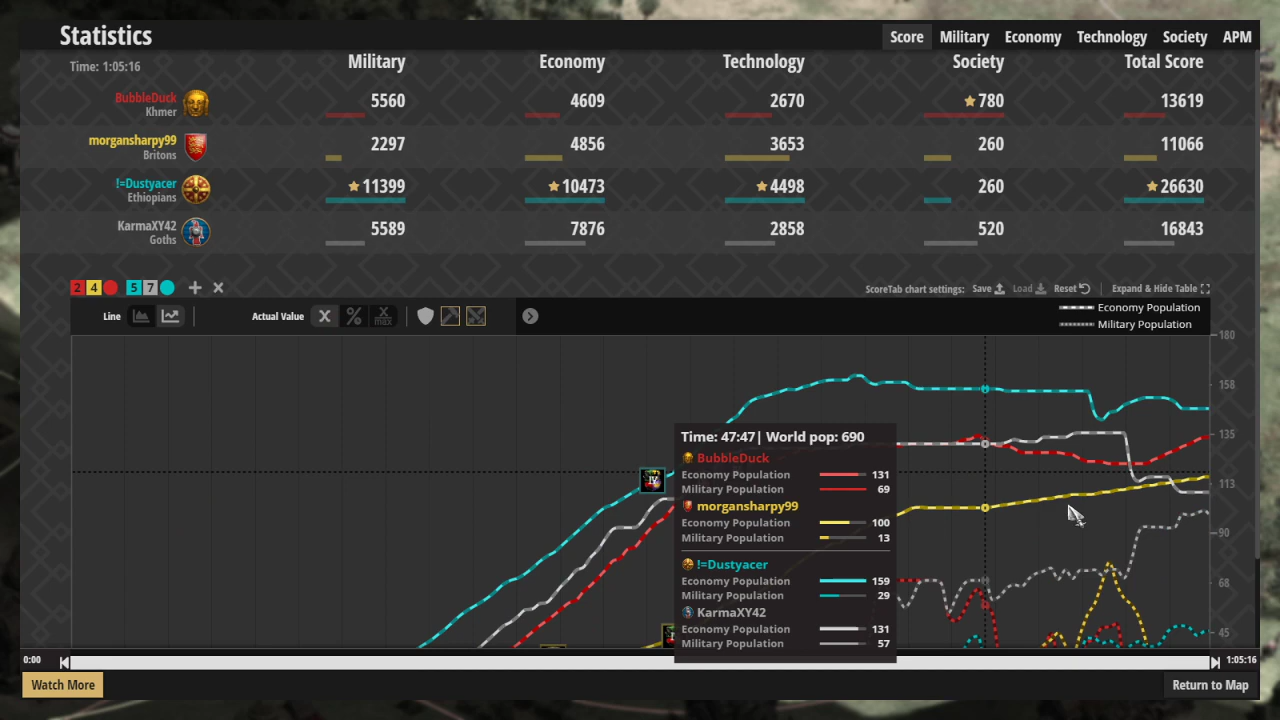 Statistics
Score Military Economy Technology Society APM
Time: 1:05:16
Military Economy Technology Society Total Score
BubbleDuck 5560 4609 2670 780 13619
Khmer
morgansharpy99 2297 4856 3653 260 11066
Britons
!=Dustyacer 11399 10473 4498 260 26630
Ethiopians
KarmaXY42 5589 7876 2858 520 16843
Goths
2 4 5 7
ScoreTab chart settings: Save Load Reset | Expand & Hide Table
Line Actual Value X % X max
Economy Population
Military Population
180
158
135
113
90
68
45
IV
Time: 47:47| World pop: 690
BubbleDuck
Economy Population 131
Military Population 69
morgansharpy99
Economy Population 100
Military Population 13
!=Dustyacer
Economy Population 159
Military Population 29
KarmaXY42
Economy Population 131
Military Population 57
0:00 1:05:16
Watch More Return to Map